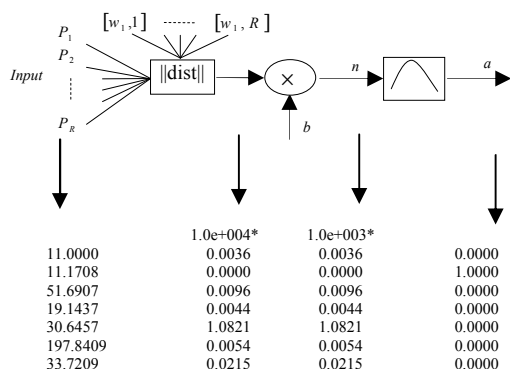 [w₁,1] [w₁, R]
P₁
P₂
Input
||dist||
×
n
a
P_R
b
1.0e+004* 1.0e+003*
11.0000 0.0036 0.0036 0.0000
11.1708 0.0000 0.0000 1.0000
51.6907 0.0096 0.0096 0.0000
19.1437 0.0044 0.0044 0.0000
30.6457 1.0821 1.0821 0.0000
197.8409 0.0054 0.0054 0.0000
33.7209 0.0215 0.0215 0.0000